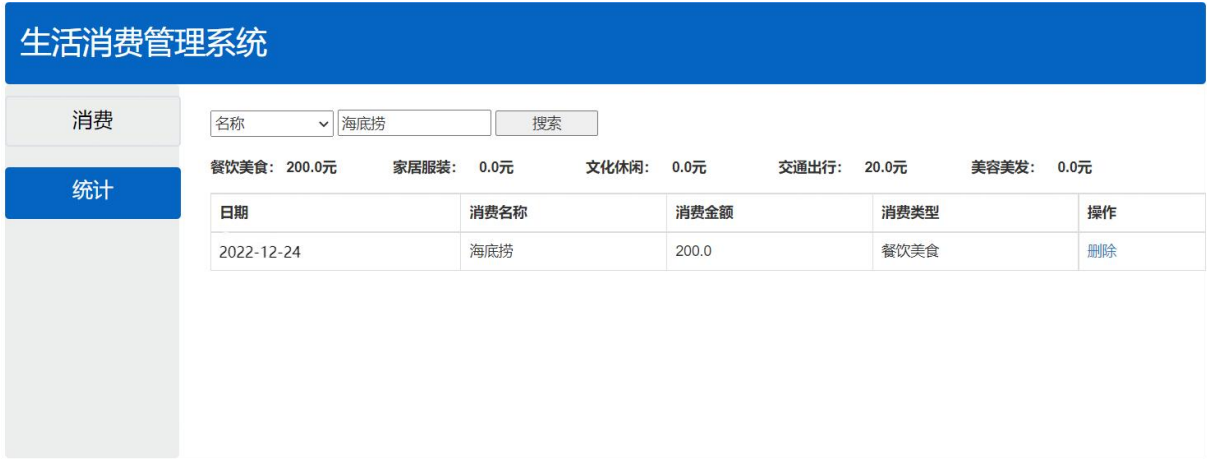 生活消费管理系统
消费
名称 海底捞 搜索
餐饮美食： 200.0元 家居服装： 0.0元 文化休闲： 0.0元 交通出行： 20.0元 美容美发： 0.0元
统计
日期 消费名称 消费金额 消费类型 操作
2022-12-24 海底捞 200.0 餐饮美食 删除